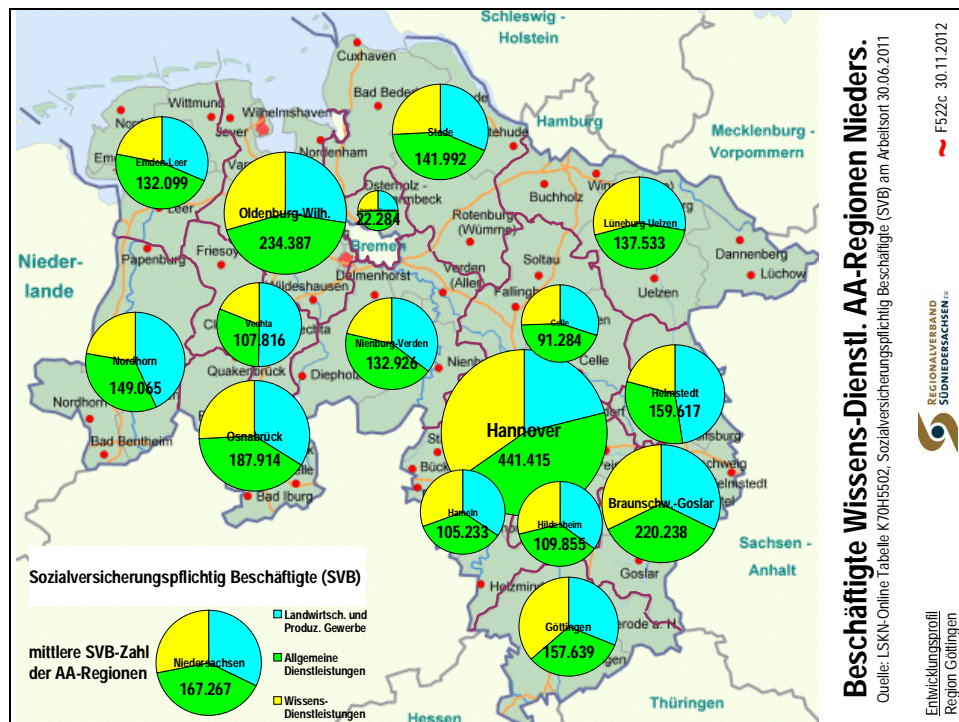 Schleswig -
Holstein
Cuxhaven
Wittmund
Wilhelmshaven
Jever
Nordenham
Stade
141.992
Hamburg
Mecklenburg -
Vorpommern
Emden-Leer
132.099
Leer
Osterholz -
22.284
Oldenburg-Wilh.
234.387
Bremen
Rotenburg
(Wümme)
Buchholz
Lüneburg-Uelzen
137.533
Dannenberg
Lüchow
Uelzen
Nieder-
lande
Papenburg
Delmenhorst
Wildeshausen
Verden
(Aller)
Soltau
Vechta
107.816
Nienburg-Verden
132.926
Celle
91.284
Celle
Nordhorn
149.065
Quakenbrück
Diepholz
Helmstedt
159.617
Nordhorn
Bad Bentheim
Osnabrück
187.914
Bad Iburg
Hannover
441.415
Braunschw.-Goslar
220.238
Hameln
105.233
Hildesheim
109.855
Goslar
Sachsen -
Anhalt
Göttingen
157.639
Hessen
Thüringen
Sozialversicherungspflichtig Beschäftigte (SVB)
mittlere SVB-Zahl
der AA-Regionen
Niedersachsen
167.267
Landwirtsch. und
Produz. Gewerbe
Allgemeine
Dienstleistungen
Wissens-
Dienstleistungen
Beschäftigte Wissens-Dienstl. AA-Regionen Nieders.
Quelle: LSKN-Online Tabelle K70H5502, Sozialversicherungspflichtig Beschäftigte (SVB) am Arbeitsort 30.06.2011
F522c 30.11.2012
REGIONALVERBAND
SÜDNIEDERSACHSEN E.V.
Entwicklungsprofil
Region Göttingen